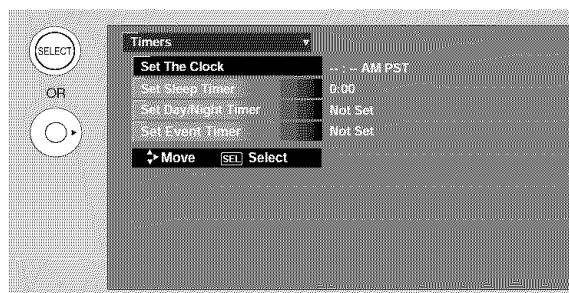 SELECT
OR
Timers
Set The Clock -- : -- AM PST
Set Sleep Timer 0:00
Set Day/Night Timer Not Set
Set Event Timer Not Set
Move SEL Select